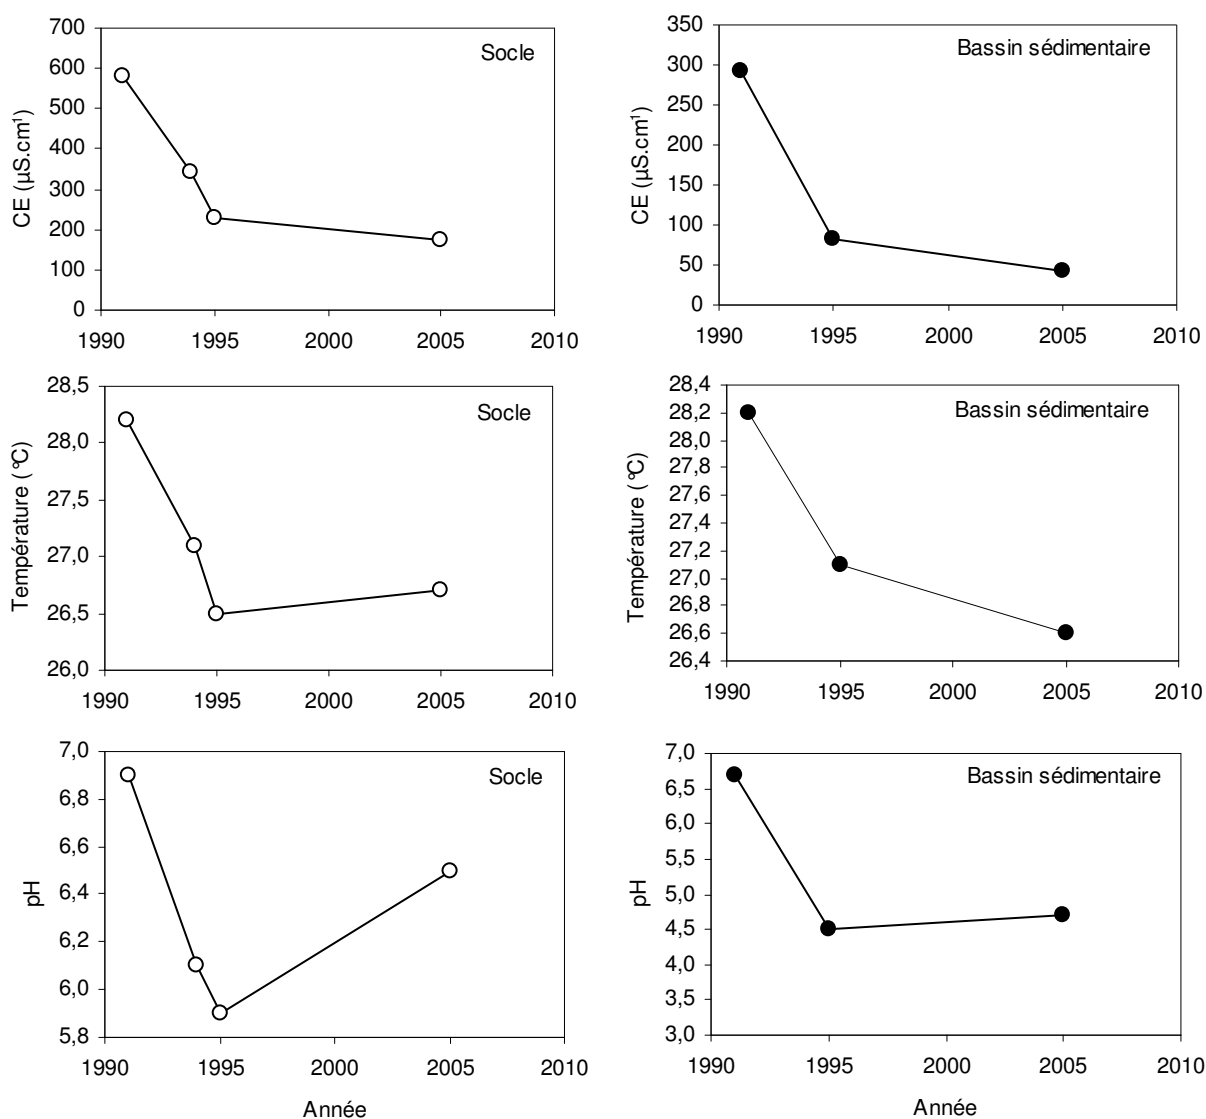 700
600
500
400
300
200
100
0
CE (µS.cm¹)
Socle
1990 1995 2000 2005 2010
350
300
250
200
150
100
50
0
CE (µS.cm¹)
Bassin sédimentaire
1990 1995 2000 2005 2010
28,5
28,0
27,5
27,0
26,5
26,0
Température (°C)
Socle
1990 1995 2000 2005 2010
28,4
28,2
28,0
27,8
27,6
27,4
27,2
27,0
26,8
26,6
26,4
Température (°C)
Bassin sédimentaire
1990 1995 2000 2005 2010
7,0
6,8
6,6
6,4
6,2
6,0
5,8
pH
Socle
1990 1995 2000 2005 2010
Année
7,0
6,5
6,0
5,5
5,0
4,5
4,0
3,5
3,0
pH
Bassin sédimentaire
1990 1995 2000 2005 2010
Année